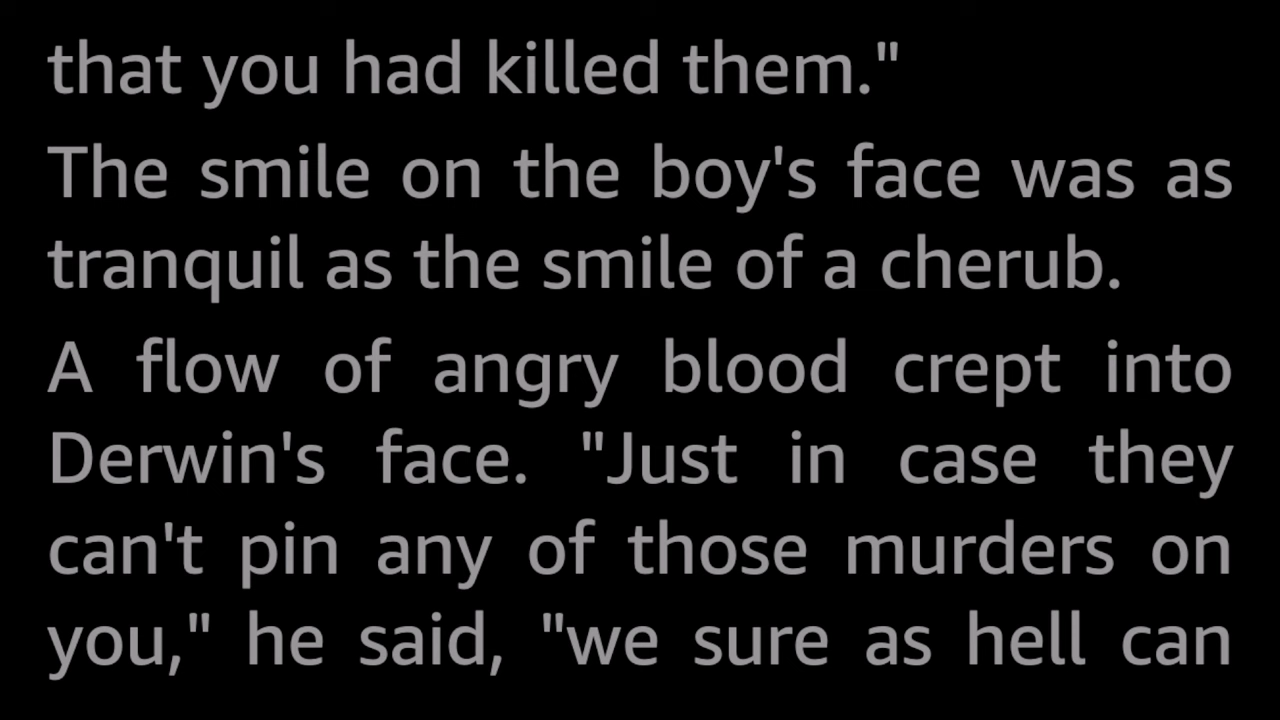 that you had killed them."
The smile on the boy's face was as
tranquil as the smile of a cherub.
A flow of angry blood crept into
Derwin's face. "Just in case they
can't pin any of those murders on
you," he said, "we sure as hell can